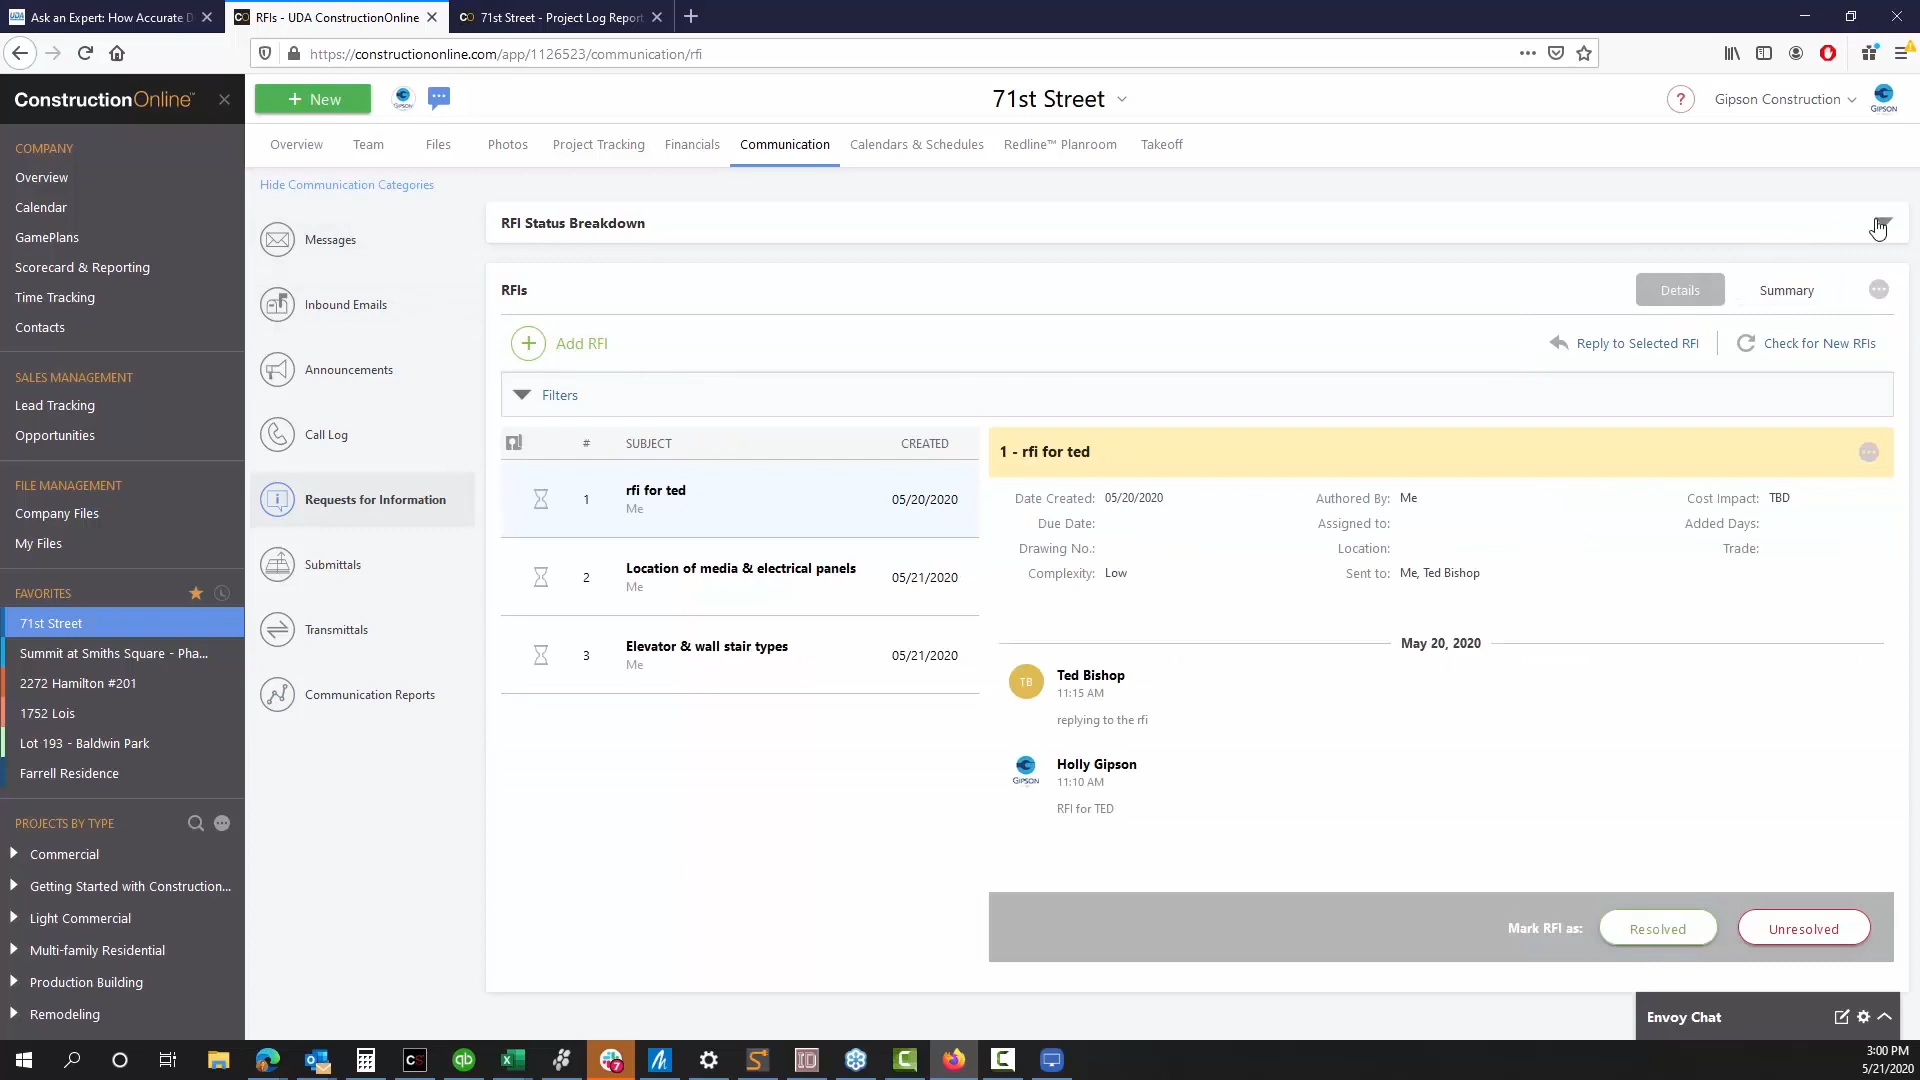 Ask an Expert: How Accurate D
RFIs - UDA ConstructionOnline
71st Street - Project Log Report
https://constructiononline.com/app/1126523/communication/rfi
ConstructionOnline™
+ New
71st Street
?
Gipson Construction
GIPSON
COMPANY
Overview
Calendar
GamePlans
Scorecard & Reporting
Time Tracking
Contacts
SALES MANAGEMENT
Lead Tracking
Opportunities
FILE MANAGEMENT
Company Files
My Files
FAVORITES
71st Street
Summit at Smiths Square - Pha...
2272 Hamilton #201
1752 Lois
Lot 193 - Baldwin Park
Farrell Residence
PROJECTS BY TYPE
Commercial
Getting Started with Construction...
Light Commercial
Multi-family Residential
Production Building
Remodeling
Overview Team Files Photos Project Tracking Financials Communication Calendars & Schedules Redline™ Planroom Takeoff
Hide Communication Categories
Messages
Inbound Emails
Announcements
Call Log
Requests for Information
Submittals
Transmittals
Communication Reports
RFI Status Breakdown
RFIs
Details Summary
Add RFI
Reply to Selected RFI
Check for New RFIs
Filters
# SUBJECT CREATED
1 rfi for ted 05/20/2020
Me
2 Location of media & electrical panels 05/21/2020
Me
3 Elevator & wall stair types 05/21/2020
Me
1 - rfi for ted
Date Created: 05/20/2020 Authored By: Me Cost Impact: TBD
Due Date: Assigned to: Added Days:
Drawing No.: Location: Trade:
Complexity: Low Sent to: Me, Ted Bishop
May 20, 2020
TB
Ted Bishop
11:15 AM
replying to the rfi
GIPSON
Holly Gipson
11:10 AM
RFI for TED
Mark RFI as: Resolved Unresolved
Envoy Chat
3:00 PM
5/21/2020